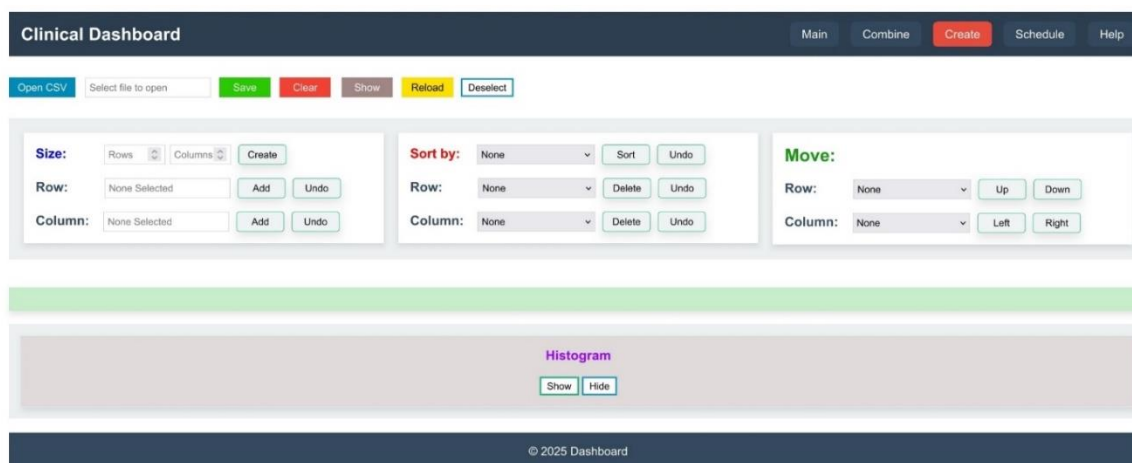 Clinical Dashboard Main Combine Create Schedule Help
Open CSV Select file to open Save Clear Show Reload Deselect
Size: Rows Columns Create
Row: None Selected Add Undo
Column: None Selected Add Undo
Sort by: None Sort Undo
Row: None Delete Undo
Column: None Delete Undo
Move:
Row: None Up Down
Column: None Left Right
Histogram
Show Hide
© 2025 Dashboard